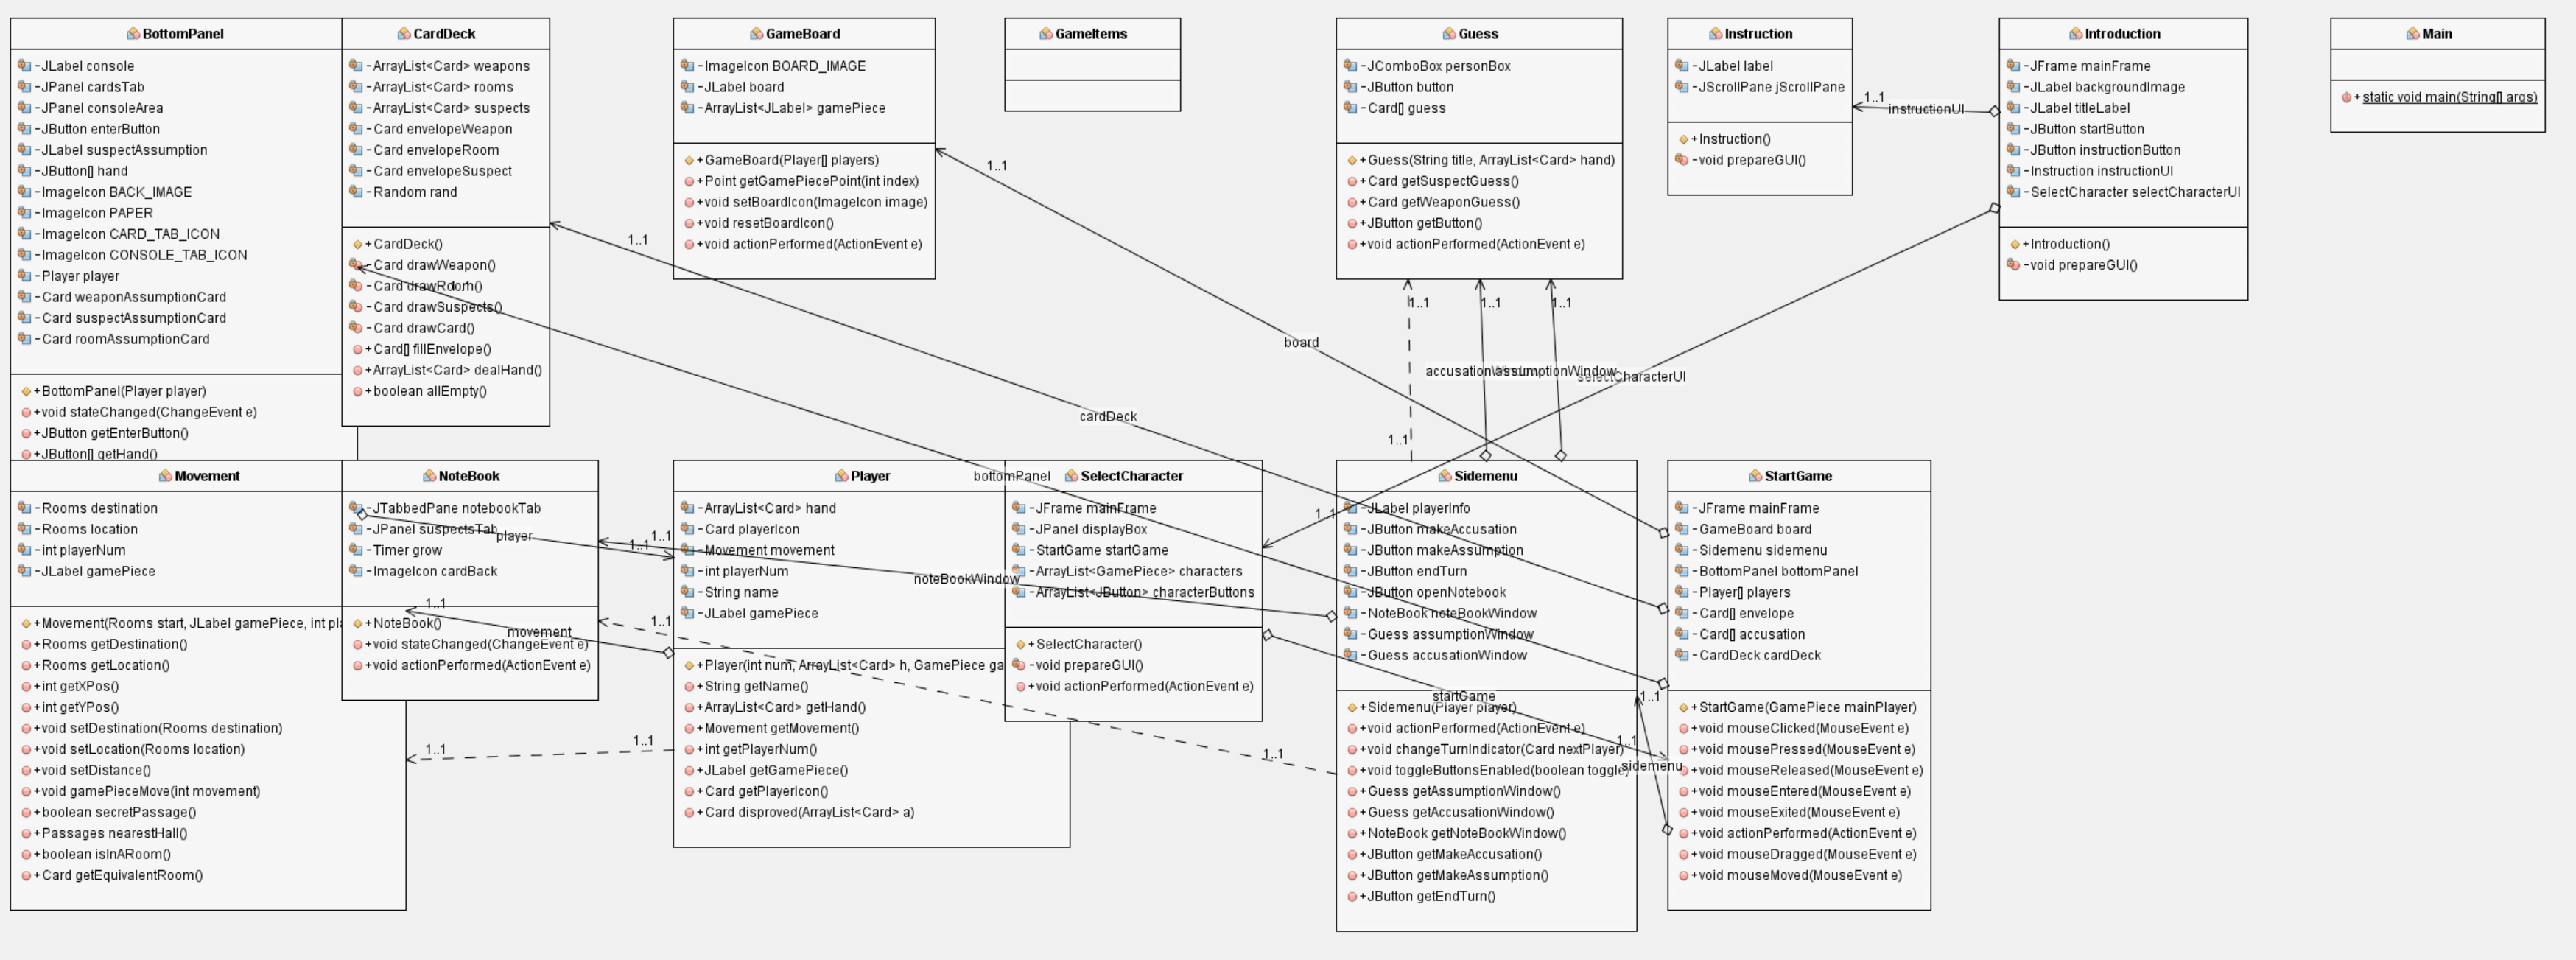 BottomPanel
-JLabel console
-JPanel cardsTab
-JPanel consoleArea
-JButton enterButton
-JLabel suspectAssumption
-JButton[] hand
-ImageIcon BACK_IMAGE
-ImageIcon PAPER
-ImageIcon CARD_TAB_ICON
-ImageIcon CONSOLE_TAB_ICON
-Player player
-Card weaponAssumptionCard
-Card suspectAssumptionCard
-Card roomAssumptionCard
+BottomPanel(Player player)
+void stateChanged(ChangeEvent e)
+JButton getEnterButton()
+JButton[] getHand()
CardDeck
-ArrayList<Card> weapons
-ArrayList<Card> rooms
-ArrayList<Card> suspects
-Card envelopeWeapon
-Card envelopeRoom
-Card envelopeSuspect
-Random rand
+CardDeck()
-Card drawWeapon()
-Card drawRoom()
-Card drawSuspects()
-Card drawCard()
+Card[] fillEnvelope()
+ArrayList<Card> dealHand()
+boolean allEmpty()
GameBoard
-ImageIcon BOARD_IMAGE
-JLabel board
-ArrayList<JLabel> gamePiece
+GameBoard(Player[] players)
+Point getGamePiecePoint(int index)
+void setBoardIcon(ImageIcon image)
+void resetBoardIcon()
+void actionPerformed(ActionEvent e)
GameItems
Guess
-JComboBox personBox
-JButton button
-Card[] guess
+Guess(String title, ArrayList<Card> hand)
+Card getSuspectGuess()
+Card getWeaponGuess()
+JButton getButton()
+void actionPerformed(ActionEvent e)
Instruction
-JLabel label
-JScrollPane jScrollPane
+Instruction()
-void prepareGUI()
1..1
instructionUI
Introduction
-JFrame mainFrame
-JLabel backgroundImage
-JLabel titleLabel
-JButton startButton
-JButton instructionButton
-Instruction instructionUI
-SelectCharacter selectCharacterUI
+Introduction()
-void prepareGUI()
Main
+static void main(String[] args)
1..1
1..1
1..1
1..1
1..1
board
accusationWindow
assumptionWindow
selectCharacterUI
cardDeck
1..1
bottomPanel
Movement
-Rooms destination
-Rooms location
-int playerNum
-JLabel gamePiece
+Movement(Rooms start, JLabel gamePiece, int pl
+Rooms getDestination()
+Rooms getLocation()
+int getXPos()
+int getYPos()
+void setDestination(Rooms destination)
+void setLocation(Rooms location)
+void setDistance()
+void gamePieceMove(int movement)
+boolean secretPassage()
+Passages nearestHall()
+boolean isInARoom()
+Card getEquivalentRoom()
NoteBook
-JTabbedPane notebookTab
-JPanel suspectsTab
-Timer grow
-ImageIcon cardBack
+NoteBook()
+void stateChanged(ChangeEvent e)
+void actionPerformed(ActionEvent e)
player
1..1
1..1
1..1
movement
1..1
1..1
1..1
Player
-ArrayList<Card> hand
-Card playerIcon
-Movement movement
-int playerNum
-String name
-JLabel gamePiece
+Player(int num, ArrayList<Card> h, GamePiece ga
+String getName()
+ArrayList<Card> getHand()
+Movement getMovement()
+int getPlayerNum()
+JLabel getGamePiece()
+Card getPlayerIcon()
+Card disproved(ArrayList<Card> a)
noteBookWindow
SelectCharacter
-JFrame mainFrame
-JPanel displayBox
-StartGame startGame
-ArrayList<GamePiece> characters
-ArrayList<JButton> characterButtons
+SelectCharacter()
-void prepareGUI()
+void actionPerformed(ActionEvent e)
1..1
1..1
Sidemenu
-JLabel playerInfo
-JButton makeAccusation
-JButton makeAssumption
-JButton endTurn
-JButton openNotebook
-NoteBook noteBookWindow
-Guess assumptionWindow
-Guess accusationWindow
startGame
+Sidemenu(Player player)
+void actionPerformed(ActionEvent e)
+void changeTurnIndicator(Card nextPlayer)
+void toggleButtonsEnabled(boolean toggle)
+Guess getAssumptionWindow()
+Guess getAccusationWindow()
+NoteBook getNoteBookWindow()
+JButton getMakeAccusation()
+JButton getMakeAssumption()
+JButton getEndTurn()
1..1
1..1
sidemenu
StartGame
-JFrame mainFrame
-GameBoard board
-Sidemenu sidemenu
-BottomPanel bottomPanel
-Player[] players
-Card[] envelope
-Card[] accusation
-CardDeck cardDeck
+StartGame(GamePiece mainPlayer)
+void mouseClicked(MouseEvent e)
+void mousePressed(MouseEvent e)
+void mouseReleased(MouseEvent e)
+void mouseEntered(MouseEvent e)
+void mouseExited(MouseEvent e)
+void actionPerformed(ActionEvent e)
+void mouseDragged(MouseEvent e)
+void mouseMoved(MouseEvent e)